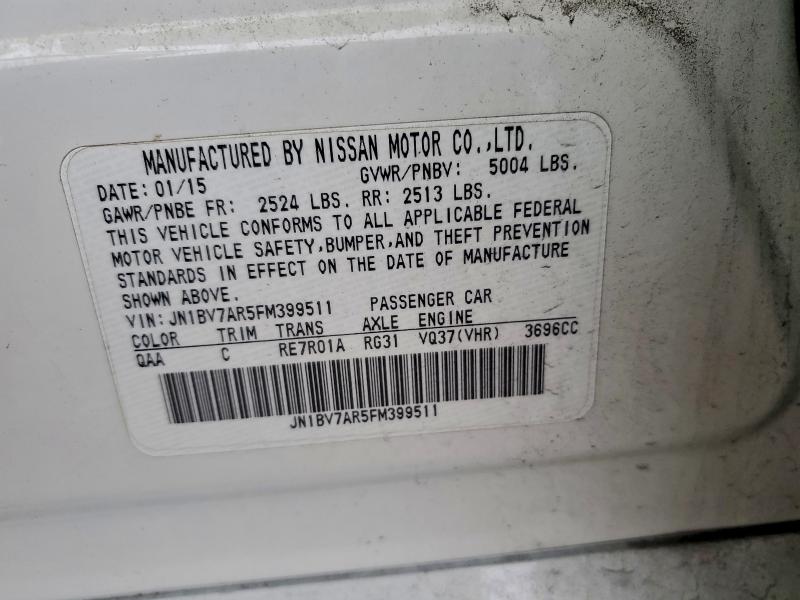 MANUFACTURED BY NISSAN MOTOR CO.,LTD.
DATE: 01/15 GVWR/PNBV: 5004 LBS.
GAWR/PNBE FR: 2524 LBS. RR: 2513 LBS.
THIS VEHICLE CONFORMS TO ALL APPLICABLE FEDERAL
MOTOR VEHICLE SAFETY,BUMPER,AND THEFT PREVENTION
STANDARDS IN EFFECT ON THE DATE OF MANUFACTURE
SHOWN ABOVE.
VIN: JN1BV7AR5FM399511 PASSENGER CAR
COLOR TRIM TRANS AXLE ENGINE
QAA C RE7R01A RG31 VQ37(VHR) 3696CC
JN1BV7AR5FM399511